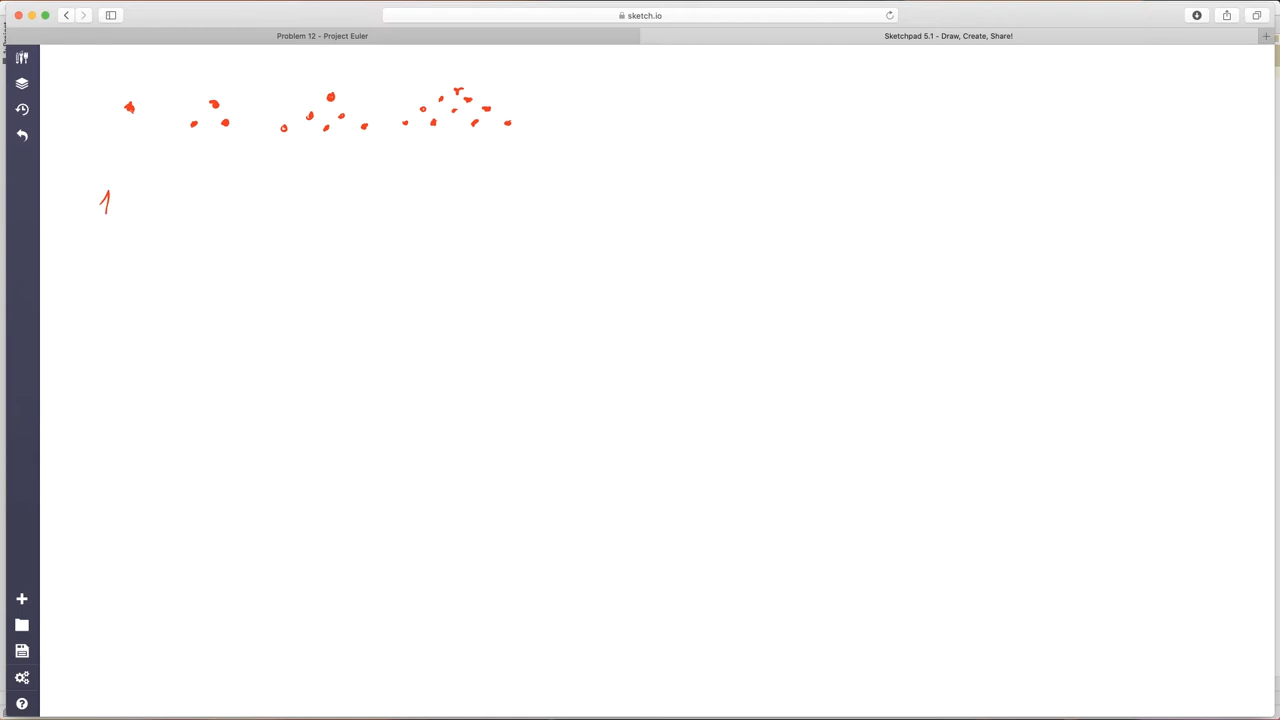 sketch.io
Problem 12 - Project Euler
Sketchpad 5.1 - Draw, Create, Share!
1